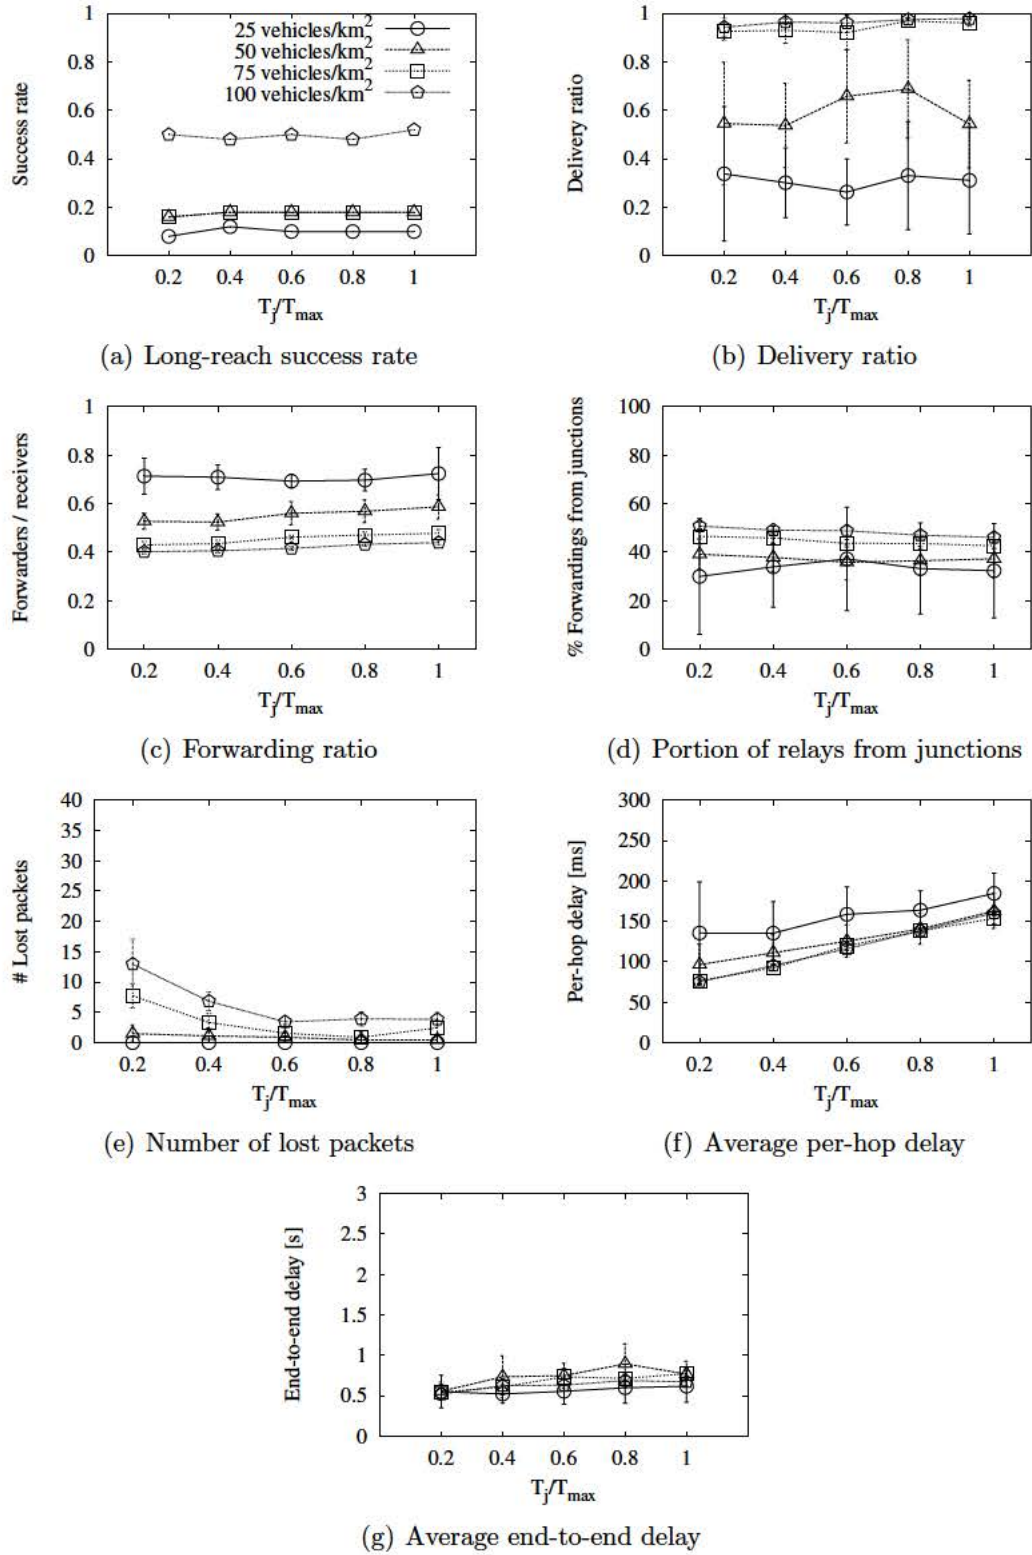 Success rate
1
0.8
0.6
0.4
0.2
0
25 vehicles/km²
50 vehicles/km²
75 vehicles/km²
100 vehicles/km²
0.2 0.4 0.6 0.8 1
Tj/Tmax
(a) Long-reach success rate
Delivery ratio
1
0.8
0.6
0.4
0.2
0
0.2 0.4 0.6 0.8 1
Tj/Tmax
(b) Delivery ratio
Forwarders / receivers
1
0.8
0.6
0.4
0.2
0
0.2 0.4 0.6 0.8 1
Tj/Tmax
(c) Forwarding ratio
% Forwardings from junctions
100
80
60
40
20
0
0.2 0.4 0.6 0.8 1
Tj/Tmax
(d) Portion of relays from junctions
# Lost packets
40
35
30
25
20
15
10
5
0
0.2 0.4 0.6 0.8 1
Tj/Tmax
(e) Number of lost packets
Per-hop delay [ms]
300
250
200
150
100
50
0
0.2 0.4 0.6 0.8 1
Tj/Tmax
(f) Average per-hop delay
End-to-end delay [s]
3
2.5
2
1.5
1
0.5
0
0.2 0.4 0.6 0.8 1
Tj/Tmax
(g) Average end-to-end delay